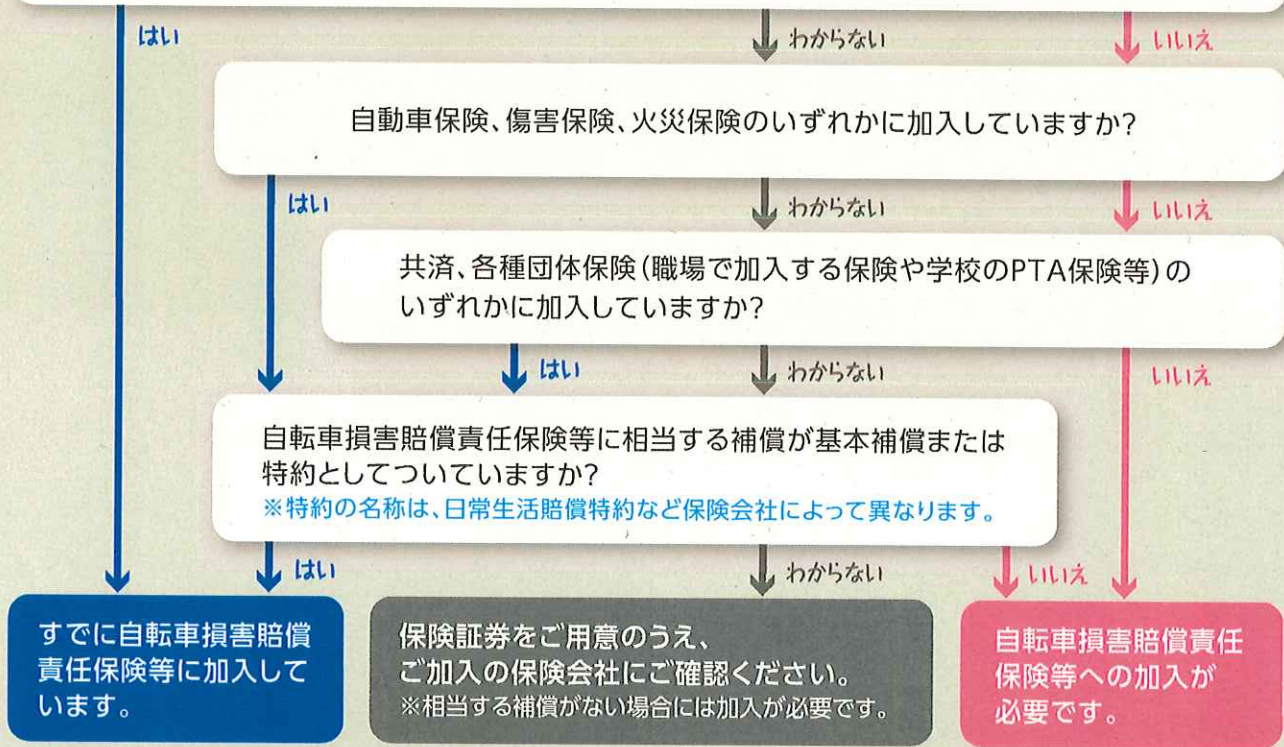 はい
わからない
いいえ
自動車保険、傷害保険、火災保険のいずれかに加入していますか?
はい
わからない
いいえ
共済、各種団体保険(職場で加入する保険や学校のPTA保険等)の
いずれかに加入していますか?
はい
わからない
いいえ
自転車損害賠償責任保険等に相当する補償が基本補償または
特約としてついていますか?
※特約の名称は、日常生活賠償特約など保険会社によって異なります。
はい
わからない
いいえ
すでに自転車損害賠償
責任保険等に加入して
います。
保険証券をご用意のうえ、
ご加入の保険会社にご確認ください。
※相当する補償がない場合には加入が必要です。
自転車損害賠償責任
保険等への加入が
必要です。